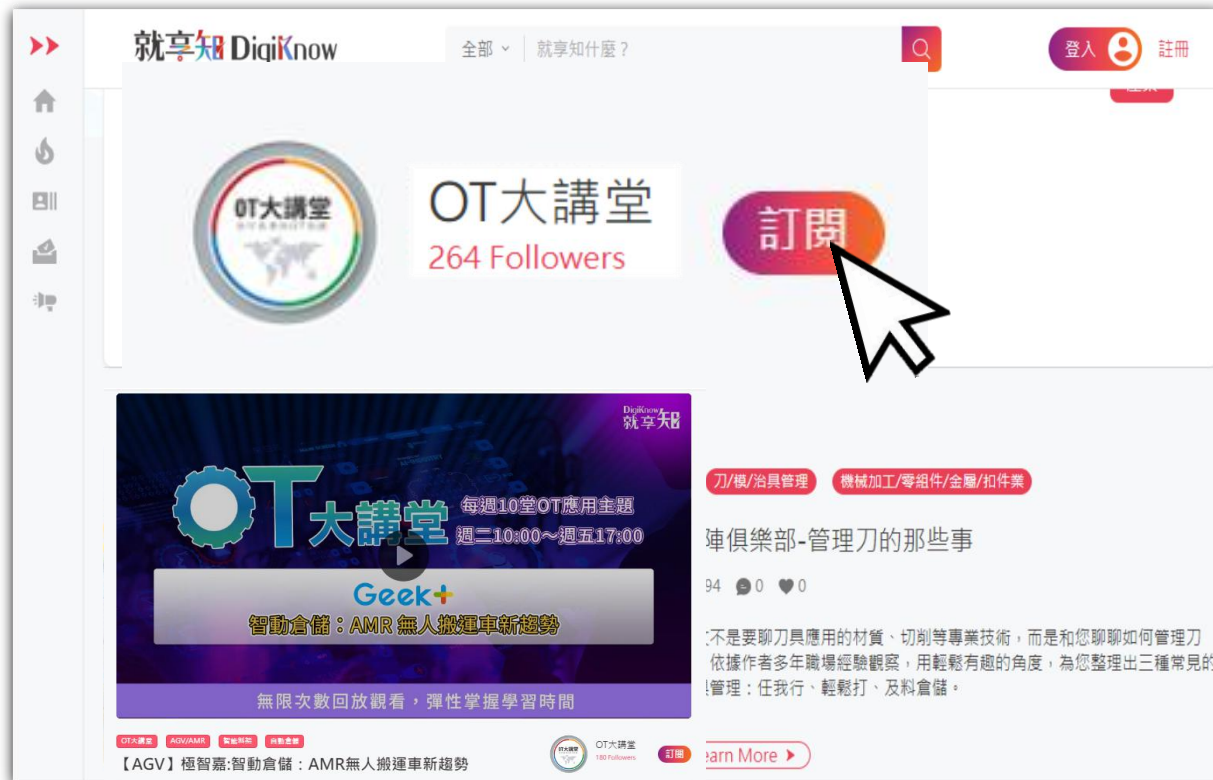 就享知 DigiKnow
全部
就享知什麼？
登入
註冊
OT大講堂
OT大講堂
264 Followers
訂閱
DigiKnow
就享知
OT大講堂
每週10堂OT應用主題
週二10:00～週五17:00
Geek+
智動倉儲：AMR 無人搬運車新趨勢
無限次數回放觀看，彈性掌握學習時間
OT大講堂 AGV/AMR 智能物流 自動倉儲
【AGV】極智嘉:智動倉儲：AMR無人搬運車新趨勢
OT大講堂
OT大講堂
180 Followers
訂閱
刀/模/治具管理 機械加工/零組件/金屬/扣件業
陣俱樂部-管理刀的那些事
94 0 0
不是要聊刀具應用的材質、切削等專業技術，而是和您聊聊如何管理刀
依據作者多年職場經驗觀察，用輕鬆有趣的角度，為您整理出三種常見的
管理：任我行、輕鬆打、及料倉儲。
earn More